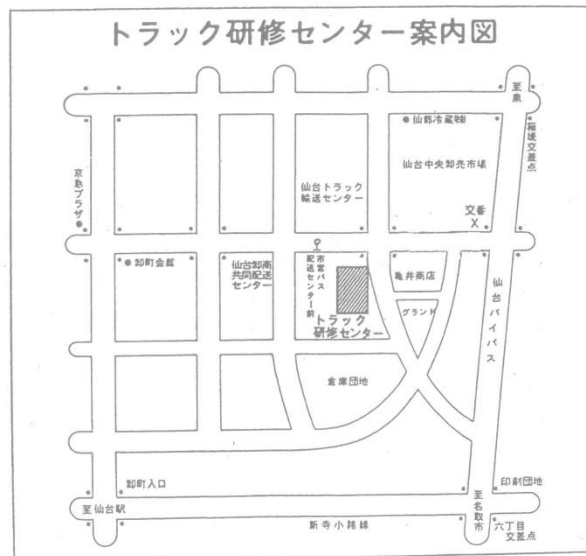 トラック研修センター案内図
至泉
仙都冷蔵㈱
箱堤交差点
仙台中央卸売市場
京急プラザ
仙台トラック
輸送センター
交番
X
卸町会館
仙台卸商
共同配送
センター
市営バス
配送センター前
亀井商店
グランド
トラック
研修センター
仙台バイパス
倉庫団地
卸町入口
印刷団地
至仙台駅
新寺小路線
至名取市
六丁目
交差点